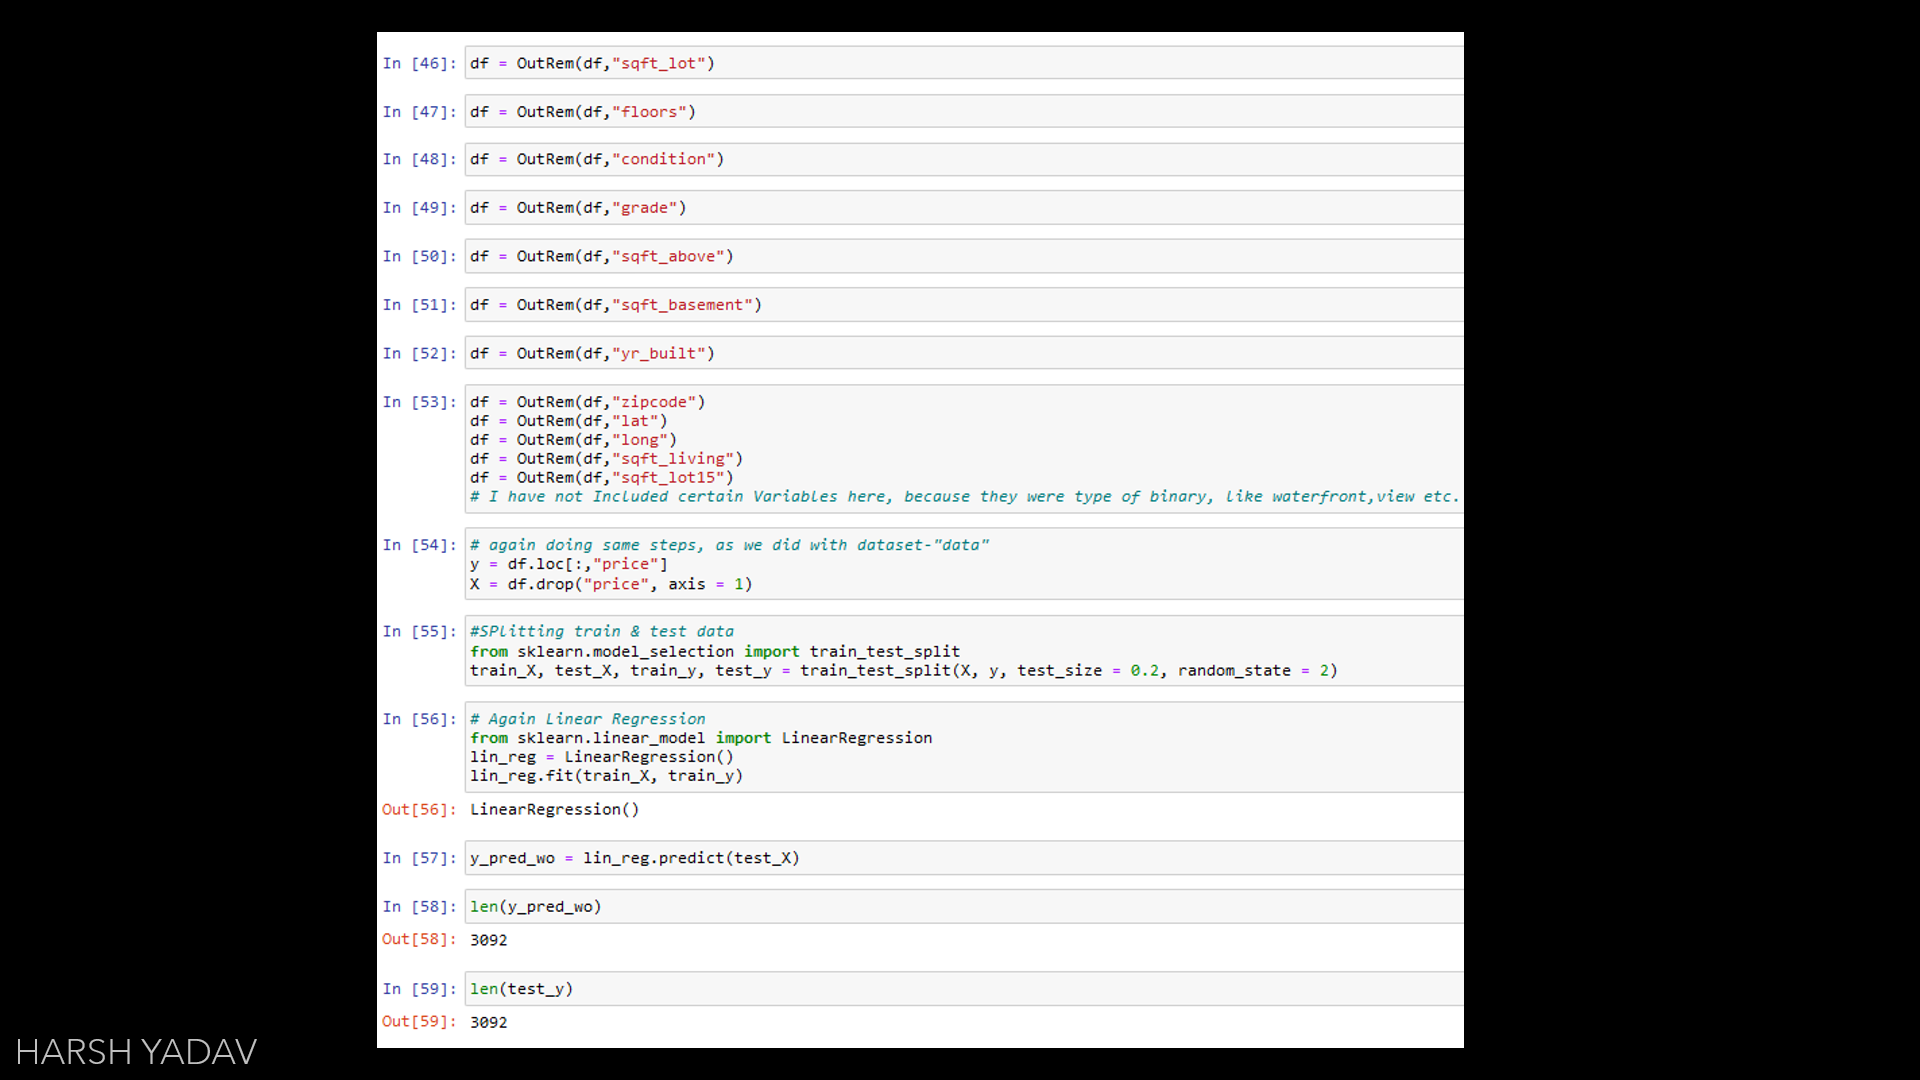 In [46]: df = OutRem(df,"sqft_lot")
In [47]: df = OutRem(df,"floors")
In [48]: df = OutRem(df,"condition")
In [49]: df = OutRem(df,"grade")
In [50]: df = OutRem(df,"sqft_above")
In [51]: df = OutRem(df,"sqft_basement")
In [52]: df = OutRem(df,"yr_built")
In [53]: df = OutRem(df,"zipcode")
df = OutRem(df,"lat")
df = OutRem(df,"long")
df = OutRem(df,"sqft_living")
df = OutRem(df,"sqft_lot15")
# I have not Included certain Variables here, because they were type of binary, like waterfront,view etc.
In [54]: # again doing same steps, as we did with dataset-"data"
y = df.loc[:,"price"]
X = df.drop("price", axis = 1)
In [55]: #SPlitting train & test data
from sklearn.model_selection import train_test_split
train_X, test_X, train_y, test_y = train_test_split(X, y, test_size = 0.2, random_state = 2)
In [56]: # Again Linear Regression
from sklearn.linear_model import LinearRegression
lin_reg = LinearRegression()
lin_reg.fit(train_X, train_y)
Out[56]: LinearRegression()
In [57]: y_pred_wo = lin_reg.predict(test_X)
In [58]: len(y_pred_wo)
Out[58]: 3092
In [59]: len(test_y)
Out[59]: 3092
HARSH YADAV